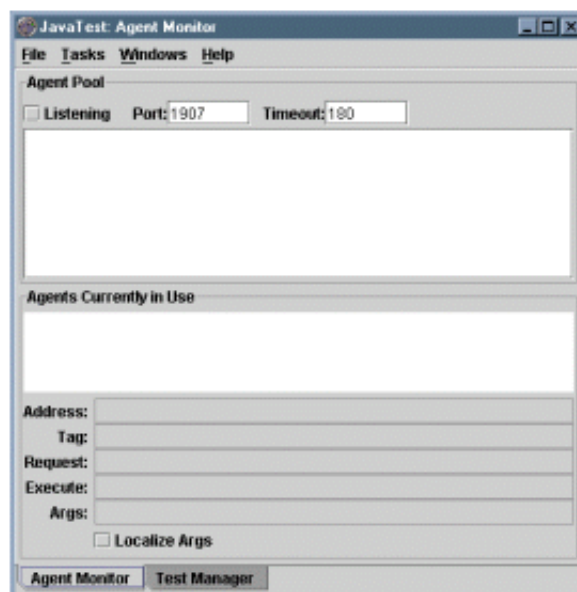 JavaTest: Agent Monitor
File Tasks Windows Help
Agent Pool
Listening Port: 1907 Timeout: 180
Agents Currently in Use
Address:
Tag:
Request:
Execute:
Args:
Localize Args
Agent Monitor Test Manager